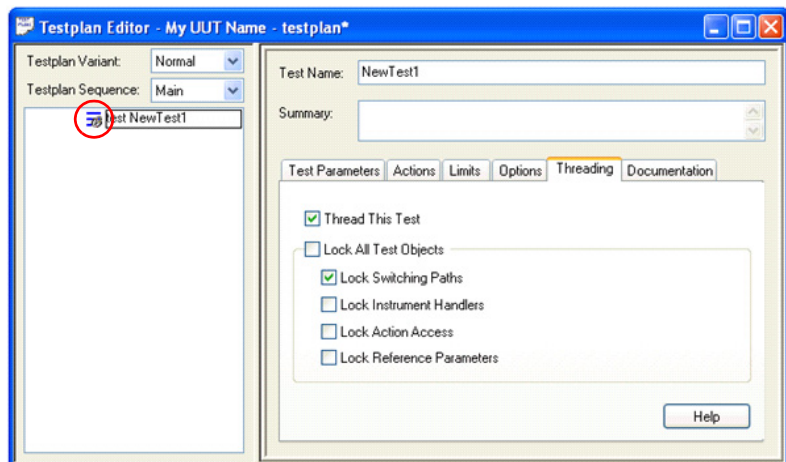 Testplan Editor - My UUT Name - testplan*
Testplan Variant: Normal
Testplan Sequence: Main
test NewTest1
Test Name: NewTest1
Summary:
Test Parameters Actions Limits Options Threading Documentation
Thread This Test
Lock All Test Objects
Lock Switching Paths
Lock Instrument Handlers
Lock Action Access
Lock Reference Parameters
Help